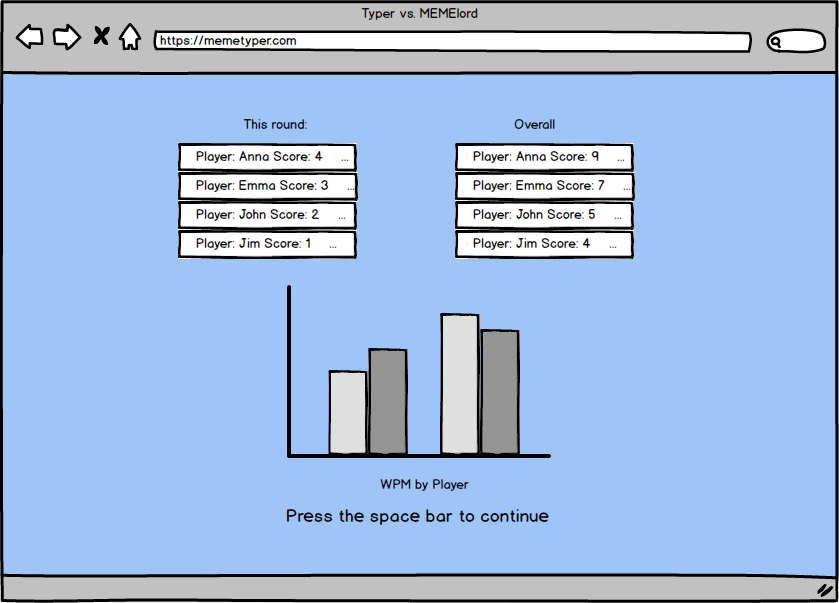 Typer vs. MEMElord
https://memetyper.com
This round:
Player: Anna Score: 4 ...
Player: Emma Score: 3 ...
Player: John Score: 2 ...
Player: Jim Score: 1 ...
Overall
Player: Anna Score: 9 ...
Player: Emma Score: 7 ...
Player: John Score: 5 ...
Player: Jim Score: 4 ...
WPM by Player
Press the space bar to continue